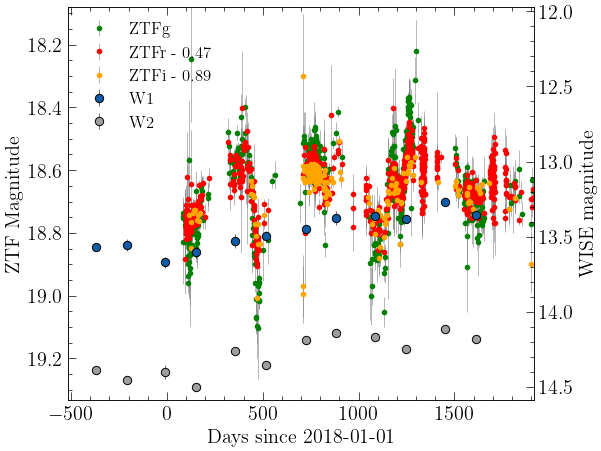 ZTFg
ZTFr - 0.47
ZTFi - 0.89
W1
W2
ZTF Magnitude
18.2
18.4
18.6
18.8
19.0
19.2
12.0
12.5
13.0
13.5
14.0
14.5
WISE magnitude
−500
0
500
1000
1500
Days since 2018-01-01